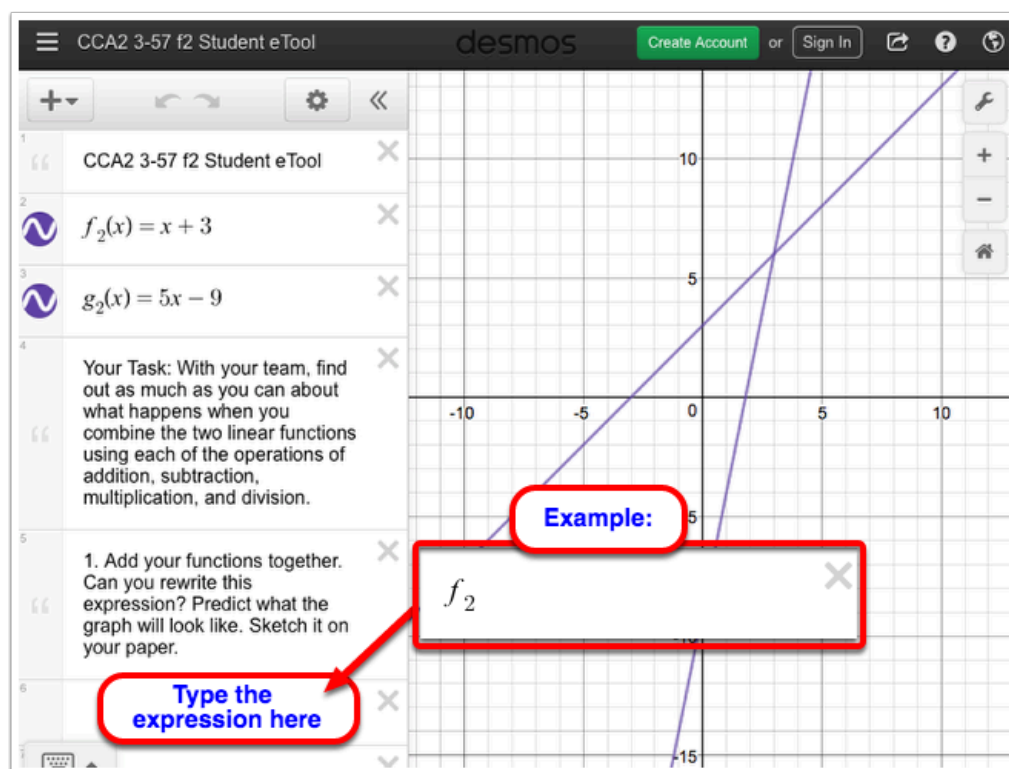 CCA2 3-57 f2 Student eTool
desmos
Create Account or Sign In
1
CCA2 3-57 f2 Student eTool
2
f₂(x) = x + 3
3
g₂(x) = 5x − 9
4
Your Task: With your team, find
out as much as you can about
what happens when you
combine the two linear functions
using each of the operations of
addition, subtraction,
multiplication, and division.
5
1. Add your functions together.
Can you rewrite this
expression? Predict what the
graph will look like. Sketch it on
your paper.
6
Type the
expression here
7
10
5
-10
-5
0
5
10
Example:
5
f₂
-10
-15